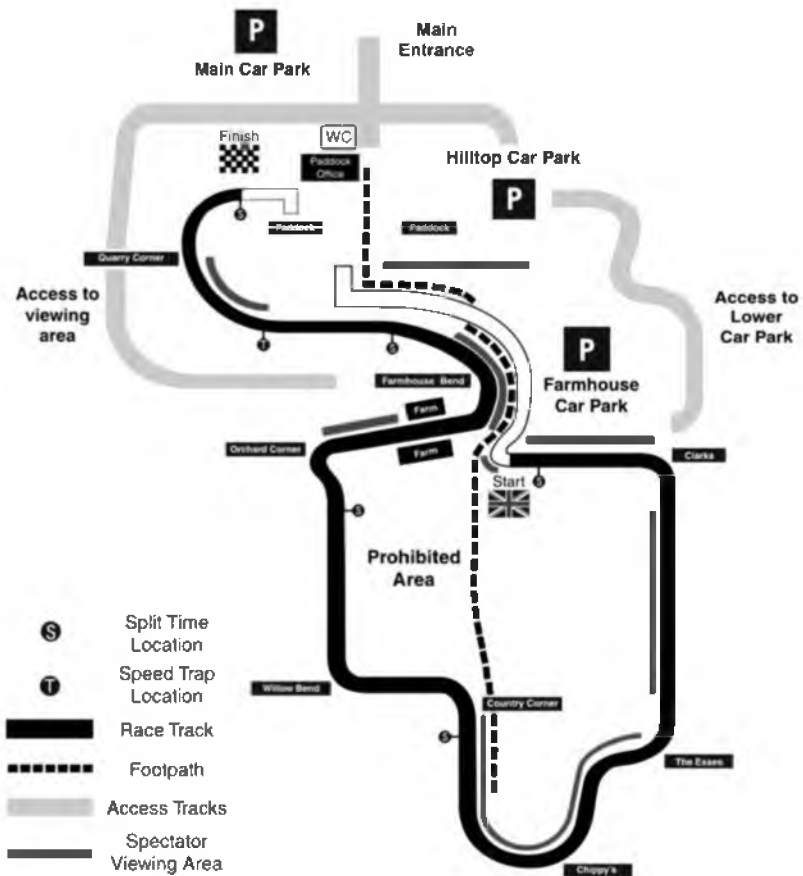 P
Main
Entrance
Main Car Park
Finish
WC
Paddock
Office
Hilltop Car Park
P
Paddock
Paddock
S
Quarry Corner
Access to
viewing
area
Access to
Lower
Car Park
T
S
P
Farmhouse
Car Park
Farmhouse Bend
Farm
Farm
Orchard Corner
Clarks
Start
S
S
Prohibited
Area
Willow Bend
Country Corner
S
The Esses
Chippy's
S
Split Time
Location
T
Speed Trap
Location
Race Track
Footpath
Access Tracks
Spectator
Viewing Area